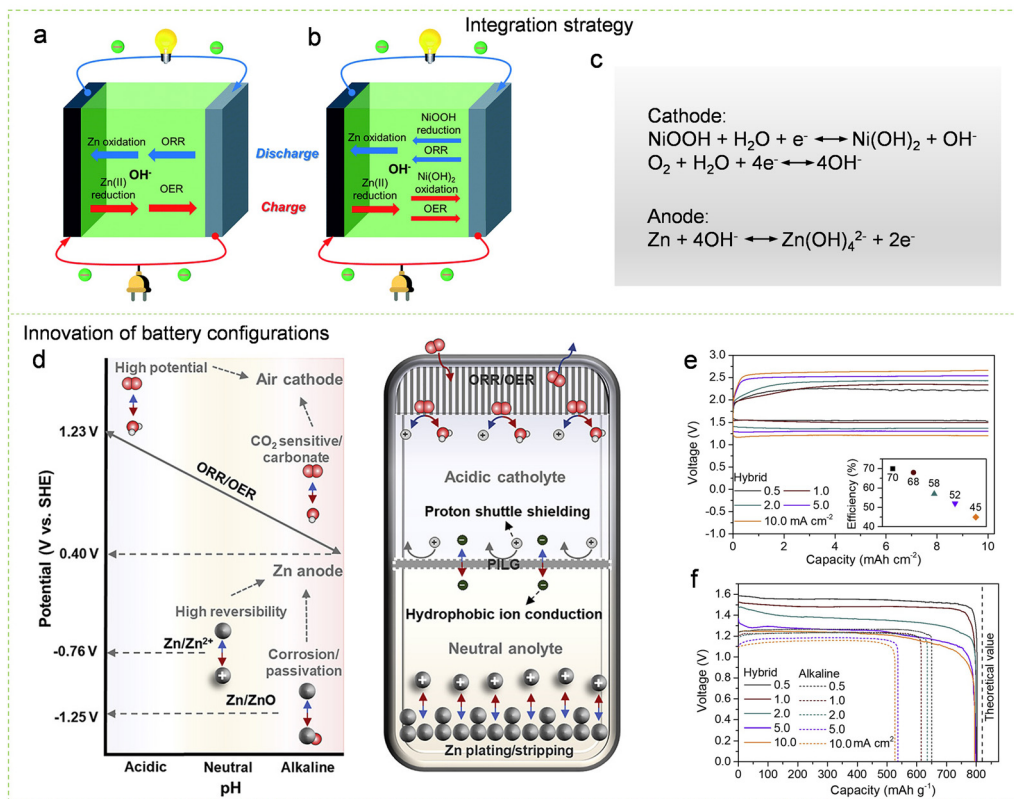 Integration strategy
a
Zn oxidation
ORR
OH-
Zn(II)
reduction
OER
Discharge
Charge
b
NiOOH
reduction
Zn oxidation
ORR
OH-
Zn(II)
reduction
Ni(OH)2
oxidation
OER
c
Cathode:
NiOOH + H2O + e- ⟷ Ni(OH)2 + OH-
O2 + H2O + 4e- ⟷ 4OH-
Anode:
Zn + 4OH- ⟷ Zn(OH)4 2- + 2e-
Innovation of battery configurations
d
High potential
Air cathode
CO2 sensitive/
carbonate
1.23 V
ORR/OER
0.40 V
Zn anode
High reversibility
-0.76 V
Zn/Zn2+
Corrosion/
passivation
Zn/ZnO
-1.25 V
Potential (V vs. SHE)
Acidic
Neutral
Alkaline
pH
ORR/OER
Acidic catholyte
Proton shuttle shielding
PILG
Hydrophobic ion conduction
Neutral anolyte
Zn plating/stripping
e
3.0
2.5
2.0
1.5
1.0
0.5
0.0
-0.5
-1.0
Voltage (V)
Hybrid
0.5 1.0
2.0 5.0
10.0 mA cm-2
Efficiency (%)
70
60
50
40
70
68
58
52
45
0 2 4 6 8 10
Capacity (mAh cm-2)
f
1.6
1.4
1.2
1.0
0.8
0.6
0.4
0.2
0.0
Voltage (V)
Hybrid Alkaline
0.5 0.5
1.0 1.0
2.0 2.0
5.0 5.0
10.0 10.0 mA cm-2
Theoretical value
0 100 200 300 400 500 600 700 800
Capacity (mAh g-1)